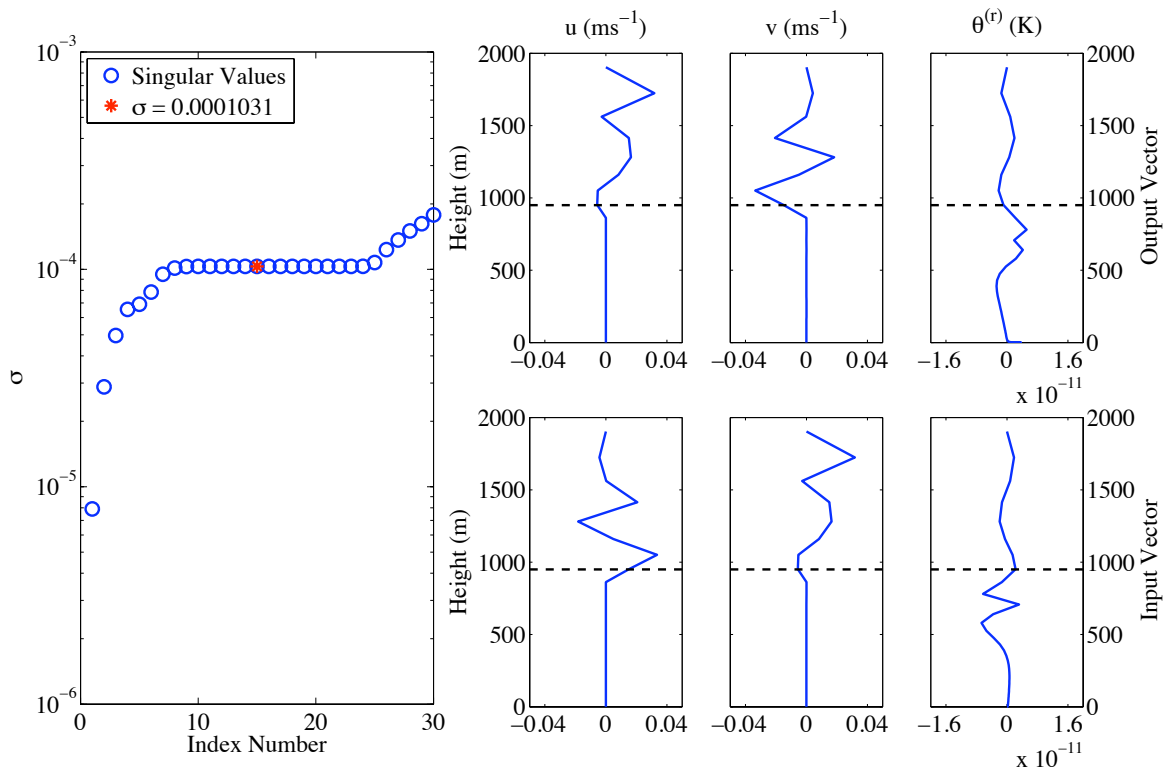 u (ms⁻¹)
v (ms⁻¹)
θ⁽ʳ⁾ (K)
10⁻³
10⁻⁴
10⁻⁵
10⁻⁶
σ
Singular Values
σ = 0.0001031
0 10 20 30
Index Number
2000
1500
1000
500
0
Height (m)
−0.04 0 0.04
−0.04 0 0.04
−1.6 0 1.6
x 10⁻¹¹
2000
1500
1000
500
0
Output Vector
2000
1500
1000
500
0
Height (m)
−0.04 0 0.04
−0.04 0 0.04
−1.6 0 1.6
x 10⁻¹¹
2000
1500
1000
500
0
Input Vector